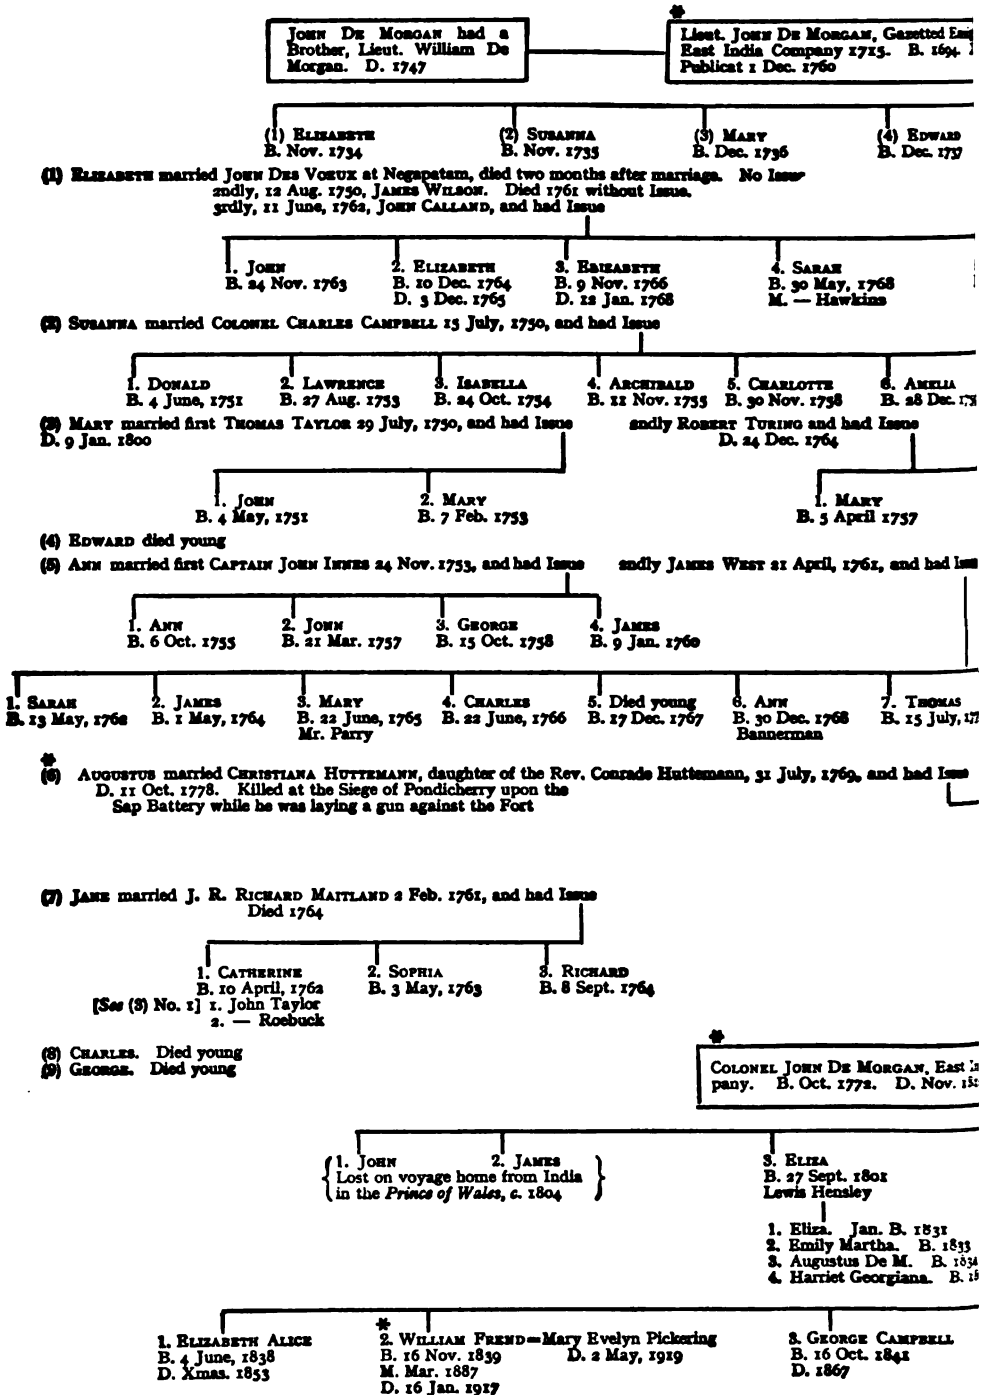 *
JOHN DE MORGAN had a
Brother, Lieut. William De
Morgan. D. 1747
Lieut. JOHN DE MORGAN, Gazetted
East India Company 1715. B. 1694.
Publicat 1 Dec. 1760
(1) ELISABETH (2) SUSANNA (3) MARY (4) EDWARD
B. Nov. 1734 B. Nov. 1735 B. Dec. 1736 B. Dec. 1737
(1) ELIZABETH married JOHN DES VOEUX at Negapatam, died two months after marriage. No Issue
2ndly, 12 Aug. 1750, JAMES WILSON. Died 1761 without Issue.
3rdly, 11 June, 1762, JOHN CALLAND, and had Issue
1. JOHN 2. ELIZABETH 3. EBIZABETH 4. SARAH
B. 24 Nov. 1763 B. 10 Dec. 1764 B. 9 Nov. 1766 B. 30 May, 1768
D. 3 Dec. 1765 D. 12 Jan. 1768 M. — Hawkins
(2) SUSANNA married COLONEL CHARLES CAMPBELL 15 July, 1750, and had Issue
1. DONALD 2. LAWRENCE 3. ISABELLA 4. ARCHIBALD 5. CHARLOTTE 6. AMELIA
B. 4 June, 1751 B. 27 Aug. 1753 B. 24 Oct. 1754 B. 11 Nov. 1755 B. 30 Nov. 1758 B. 28 Dec.
(3) MARY married first THOMAS TAYLOR 29 July, 1750, and had Issue 2ndly ROBERT TURING and had Issue
D. 9 Jan. 1800 D. 24 Dec. 1764
1. JOHN 2. MARY 1. MARY
B. 4 May, 1751 B. 7 Feb. 1753 B. 5 April 1757
(4) EDWARD died young
(5) ANN married first CAPTAIN JOHN INNES 24 Nov. 1753, and had Issue 2ndly JAMES WEST 21 April, 1761, and had Issue
1. ANN 2. JOHN 3. GEORGE 4. JAMES
B. 6 Oct. 1755 B. 21 Mar. 1757 B. 15 Oct. 1758 B. 9 Jan. 1760
1. SARAH 2. JAMES 3. MARY 4. CHARLES 5. Died young 6. ANN 7. THOMAS
B. 13 May, 1762 B. 1 May, 1764 B. 22 June, 1765 B. 22 June, 1766 B. 17 Dec. 1767 B. 30 Dec. 1768 B. 15 July,
Mr. Parry Bannerman
*
(6) AUGUSTUS married CHRISTIANA HUTTEMANN, daughter of the Rev. Conrade Huttemann, 31 July, 1769, and had Issue
D. 11 Oct. 1778. Killed at the Siege of Pondicherry upon the
Sap Battery while he was laying a gun against the Fort
(7) JANE married J. R. RICHARD MAITLAND 2 Feb. 1761, and had Issue
Died 1764
1. CATHERINE 2. SOPHIA 3. RICHARD
B. 10 April, 1762 B. 3 May, 1763 B. 8 Sept. 1764
[See (3) No. 1] 1. John Taylor
2. — Roebuck
(8) CHARLES. Died young
(9) GEORGE. Died young
*
COLONEL JOHN DE MORGAN, East
pany. B. Oct. 1772. D. Nov.
1. JOHN 2. JAMES 3. ELIZA
Lost on voyage home from India B. 27 Sept. 1801
in the Prince of Wales, c. 1804 Lewis Hensley
1. Eliza. Jan. B. 1831
2. Emily Martha. B. 1833
3. Augustus De M. B. 1834
4. Harriet Georgiana. B.
*
1. ELIZABETH ALICE 2. WILLIAM FREND=Mary Evelyn Pickering 3. GEORGE CAMPBELL
B. 4 June, 1838 B. 16 Nov. 1839 D. 2 May, 1919 B. 16 Oct. 1841
D. Xmas. 1853 M. Mar. 1887 D. 1867
D. 16 Jan. 1917